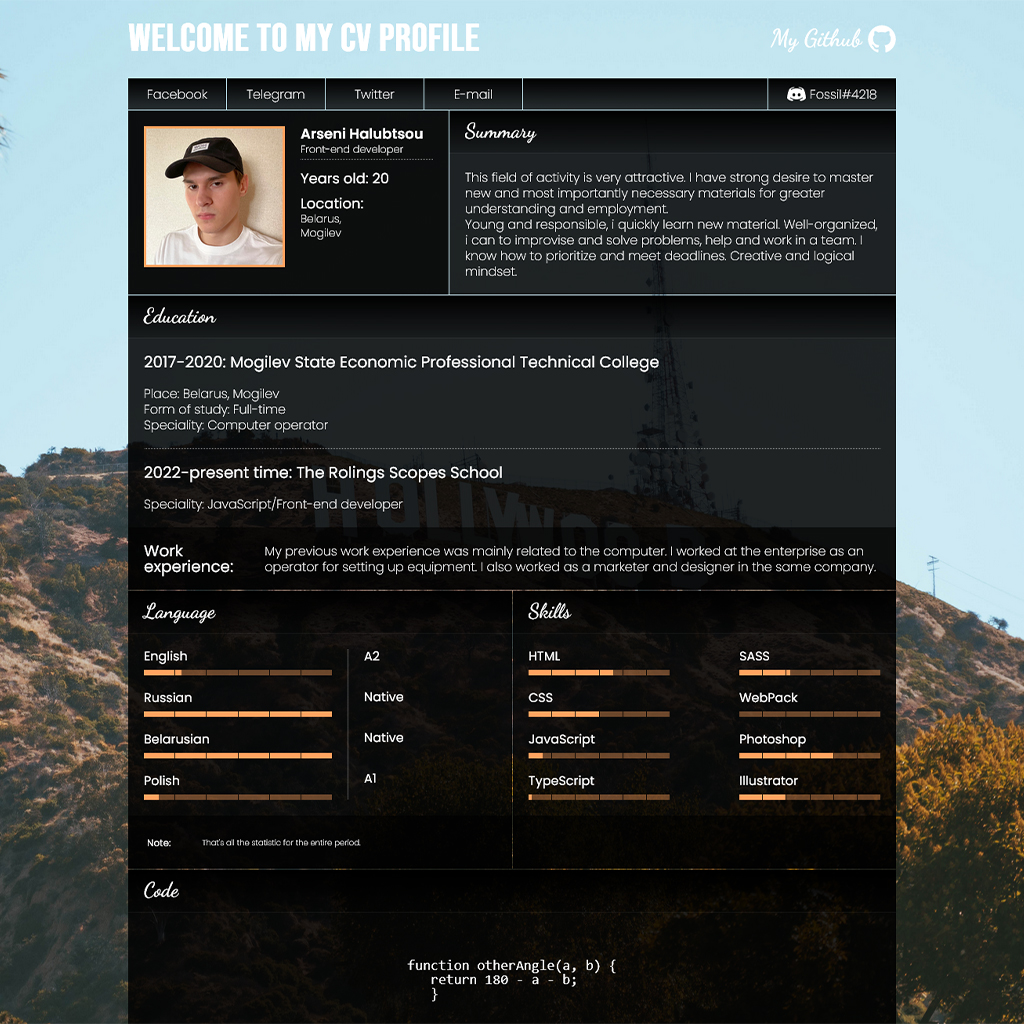 WELCOME TO MY CV PROFILE
My Github
Facebook
Telegram
Twitter
E-mail
Fossil#4218
Arseni Halubtsou
Front-end developer
Years old: 20
Location:
Belarus,
Mogilev
Summary
This field of activity is very attractive. I have strong desire to master
new and most importantly necessary materials for greater
understanding and employment.
Young and responsible, i quickly learn new material. Well-organized,
i can to improvise and solve problems, help and work in a team. I
know how to prioritize and meet deadlines. Creative and logical
mindset.
Education
2017-2020: Mogilev State Economic Professional Technical College
Place: Belarus, Mogilev
Form of study: Full-time
Speciality: Computer operator
2022-present time: The Rolings Scopes School
Speciality: JavaScript/Front-end developer
HOLLYWOOD
Work
experience:
My previous work experience was mainly related to the computer. I worked at the enterprise as an
operator for setting up equipment. I also worked as a marketer and designer in the same company.
Language
English
A2
Russian
Native
Belarusian
Native
Polish
A1
Note:
That's all the statistic for the entire period.
Skills
HTML
SASS
CSS
WebPack
JavaScript
Photoshop
TypeScript
Illustrator
Code
function otherAngle(a, b) {
return 180 - a - b;
}